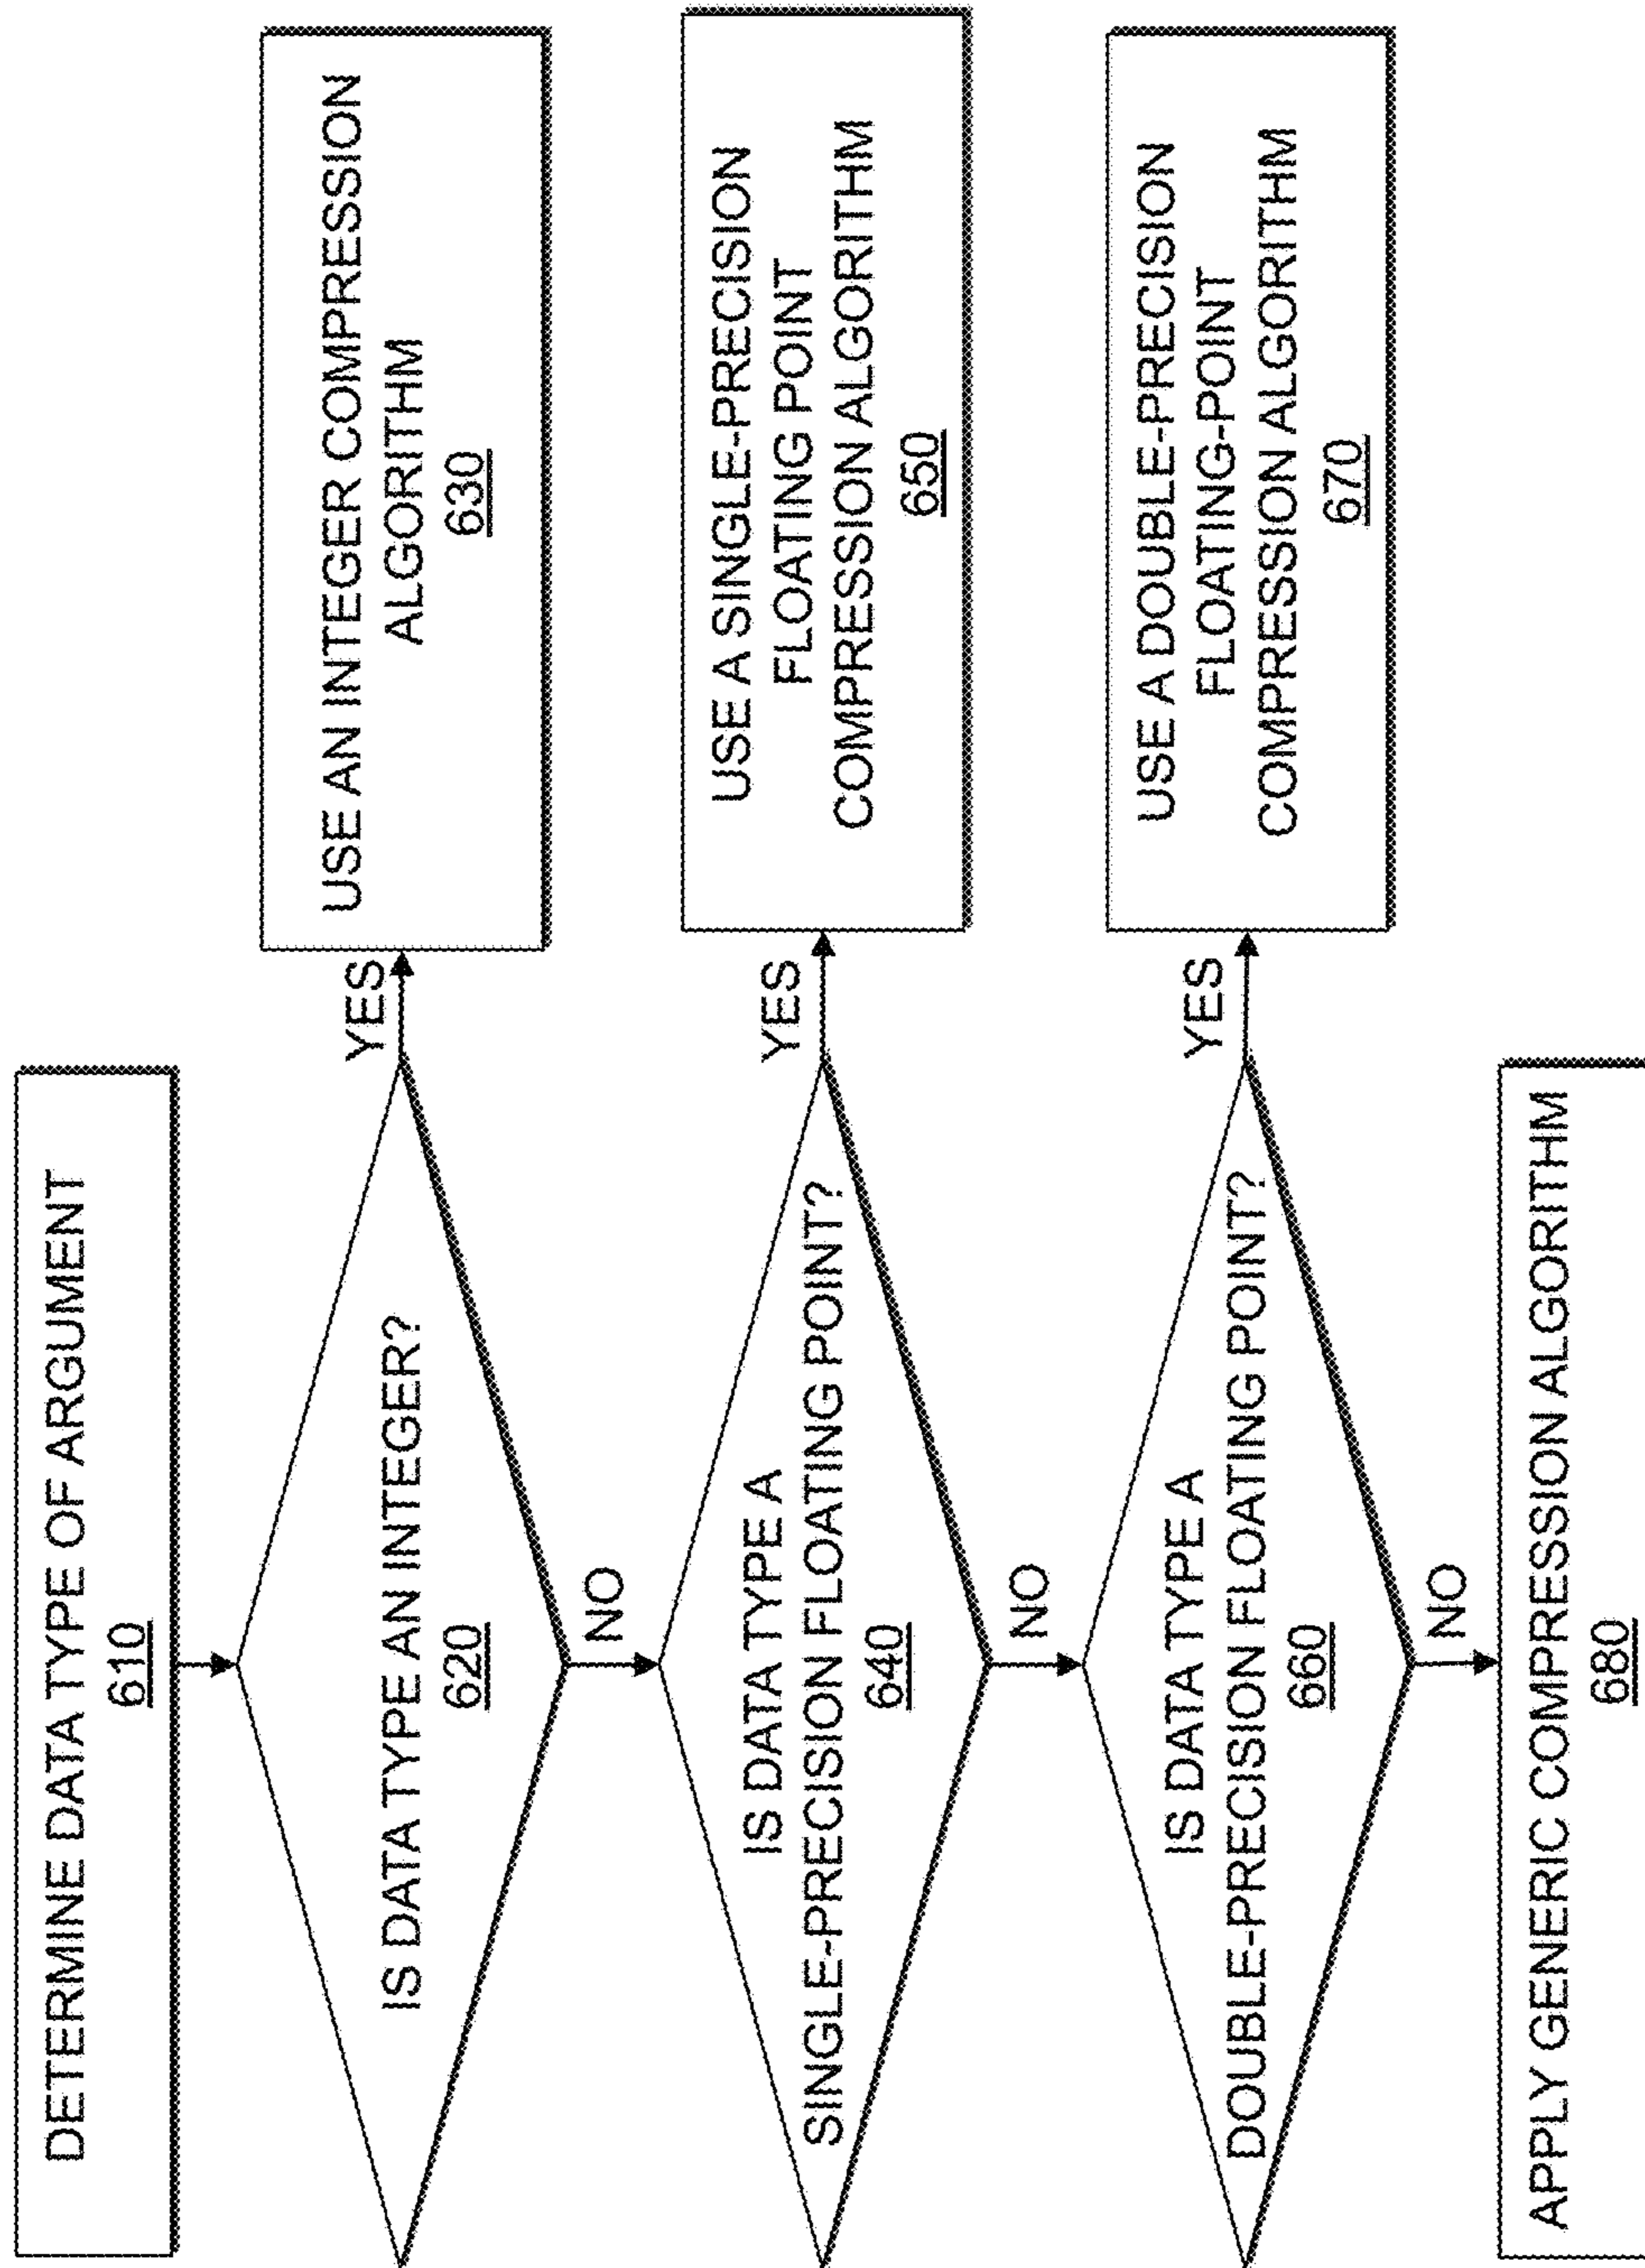 DETERMINE DATA TYPE OF ARGUMENT
610
IS DATA TYPE AN INTEGER?
620
YES
USE AN INTEGER COMPRESSION
ALGORITHM
630
NO
IS DATA TYPE A
SINGLE-PRECISION FLOATING POINT?
640
YES
USE A SINGLE-PRECISION
FLOATING POINT
COMPRESSION ALGORITHM
650
NO
IS DATA TYPE A
DOUBLE-PRECISION FLOATING POINT?
660
YES
USE A DOUBLE-PRECISION
FLOATING-POINT
COMPRESSION ALGORITHM
670
NO
APPLY GENERIC COMPRESSION ALGORITHM
680